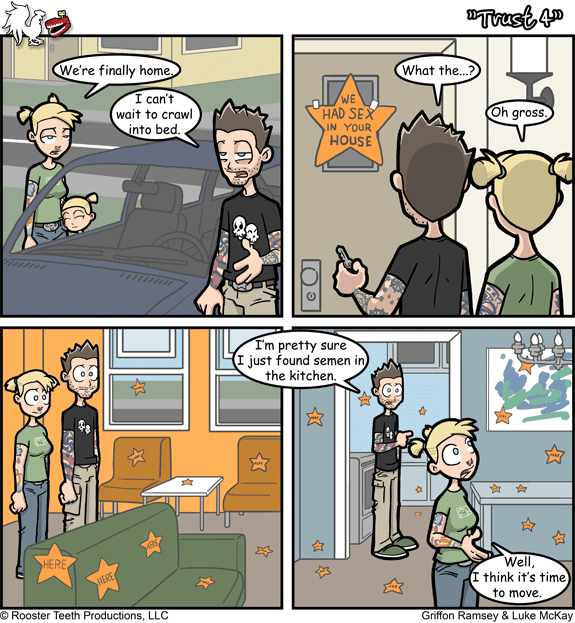 "Trust 4"
We're finally home.
I can't
wait to crawl
into bed.
What the...?
Oh gross.
WE
HAD SEX
IN YOUR
HOUSE
HERE
HERE
HERE
HERE
I'm pretty sure
I just found semen in
the kitchen.
Well,
I think it's time
to move.
© Rooster Teeth Productions, LLC
Griffon Ramsey & Luke McKay